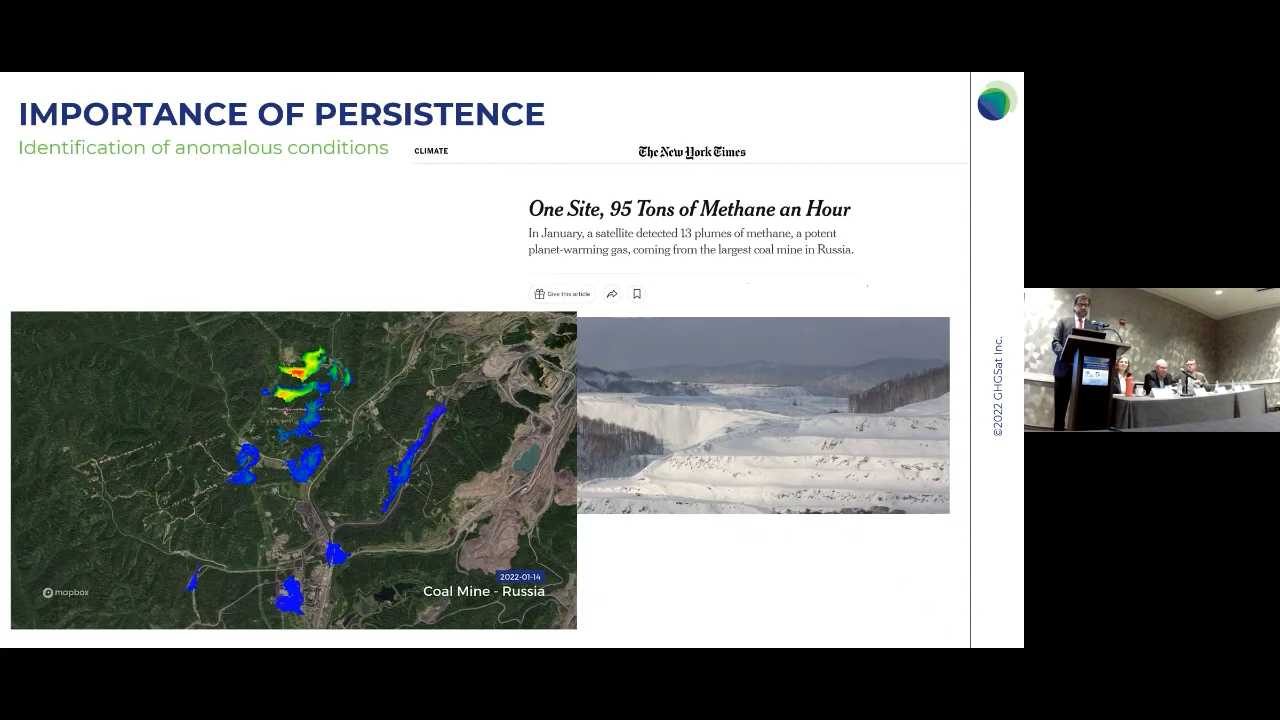 IMPORTANCE OF PERSISTENCE
Identification of anomalous conditions
CLIMATE
The New York Times
One Site, 95 Tons of Methane an Hour
In January, a satellite detected 13 plumes of methane, a potent
planet-warming gas, coming from the largest coal mine in Russia.
Give this article
2022-01-14
Coal Mine - Russia
mapbox
©2022 GHGSat Inc.